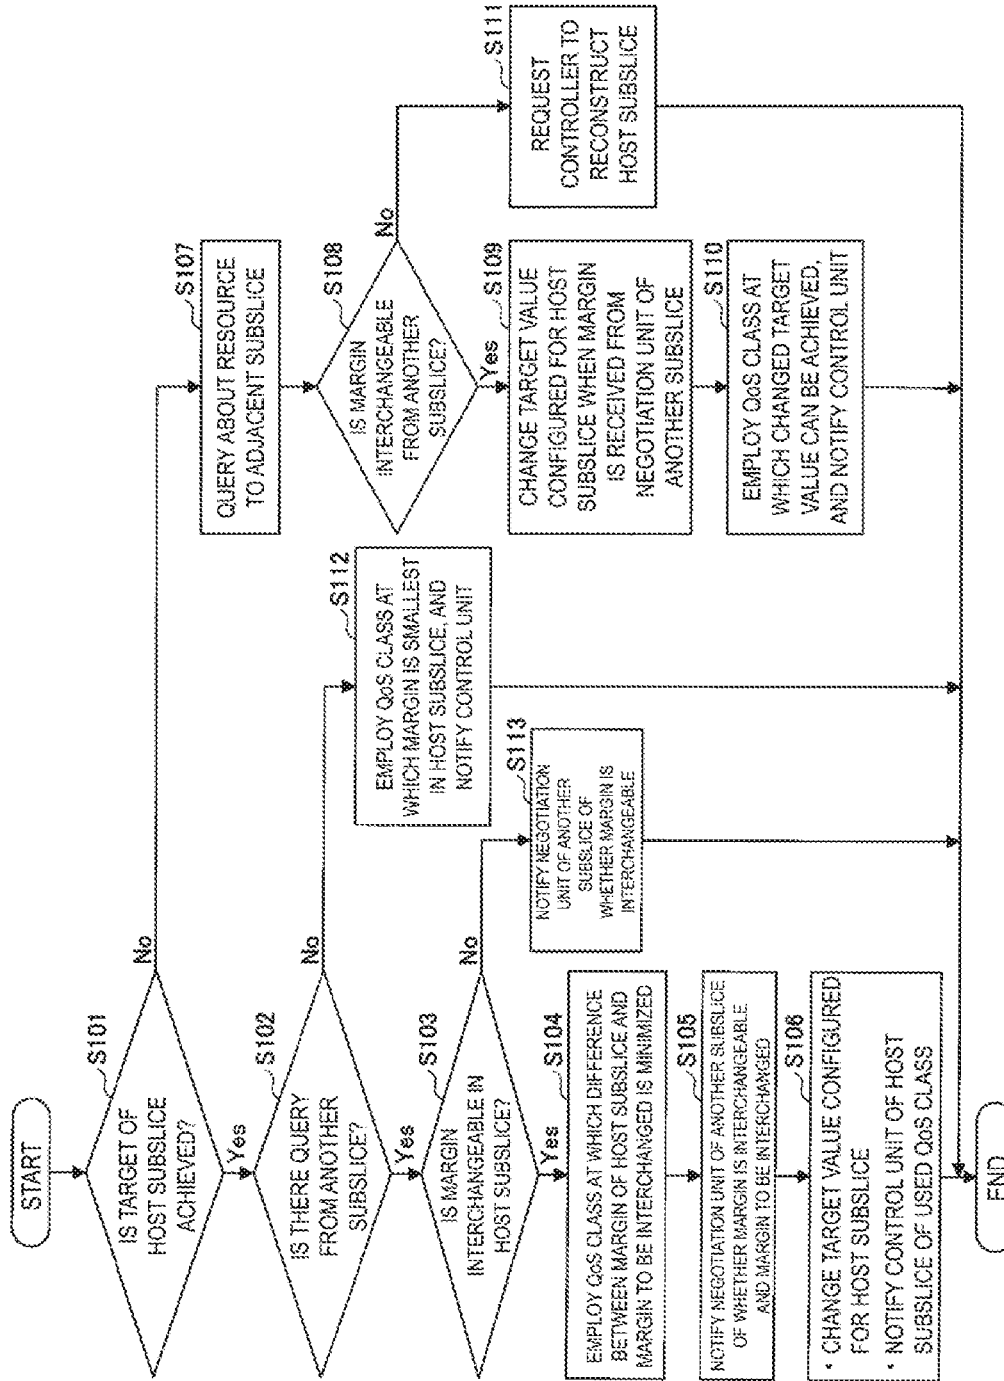 START
S101
IS TARGET OF
HOST SUBSLICE
ACHIEVED?
No
Yes
S102
IS THERE QUERY
FROM ANOTHER
SUBSLICE?
No
Yes
S103
IS MARGIN
INTERCHANGEABLE IN
HOST SUBSLICE?
No
Yes
S104
EMPLOY QoS CLASS AT WHICH DIFFERENCE
BETWEEN MARGIN OF HOST SUBSLICE AND
MARGIN TO BE INTERCHANGED IS MINIMIZED
S105
NOTIFY NEGOTIATION UNIT OF ANOTHER SUBSLICE
OF WHETHER MARGIN IS INTERCHANGEABLE
AND MARGIN TO BE INTERCHANGED
S106
* CHANGE TARGET VALUE CONFIGURED
FOR HOST SUBSLICE
* NOTIFY CONTROL UNIT OF HOST
SUBSLICE OF USED QoS CLASS
END
S113
NOTIFY NEGOTIATION
UNIT OF ANOTHER
SUBSLICE OF
WHETHER MARGIN IS
INTERCHANGEABLE
S112
EMPLOY QoS CLASS AT
WHICH MARGIN IS SMALLEST
IN HOST SUBSLICE, AND
NOTIFY CONTROL UNIT
S107
QUERY ABOUT RESOURCE
TO ADJACENT SUBSLICE
S108
IS MARGIN
INTERCHANGEABLE
FROM ANOTHER
SUBSLICE?
No
Yes
S109
CHANGE TARGET VALUE
CONFIGURED FOR HOST
SUBSLICE WHEN MARGIN
IS RECEIVED FROM
NEGOTIATION UNIT OF
ANOTHER SUBSLICE
S110
EMPLOY QoS CLASS AT
WHICH CHANGED TARGET
VALUE CAN BE ACHIEVED,
AND NOTIFY CONTROL UNIT
S111
REQUEST
CONTROLLER TO
RECONSTRUCT
HOST SUBSLICE